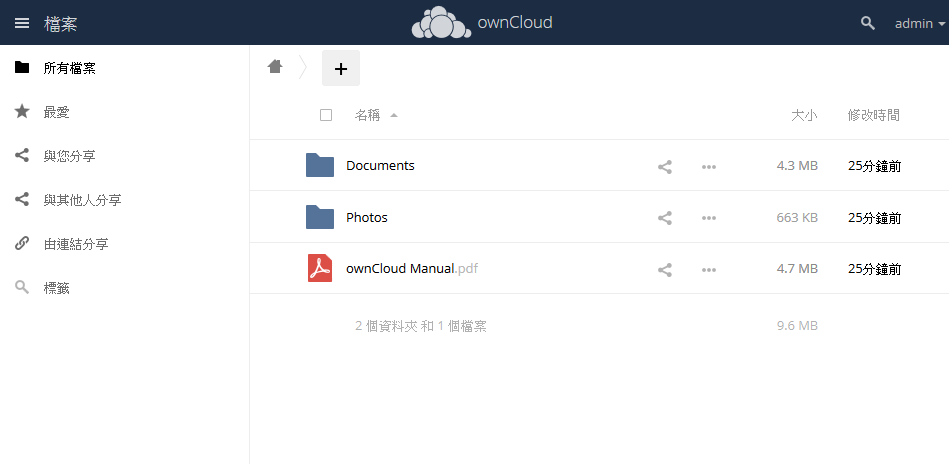 檔案 ownCloud admin
所有檔案
最愛
與您分享
與其他人分享
由連結分享
標籤
名稱 大小 修改時間
Documents 4.3 MB 25分鐘前
Photos 663 KB 25分鐘前
ownCloud Manual.pdf 4.7 MB 25分鐘前
2 個資料夾 和 1 個檔案 9.6 MB